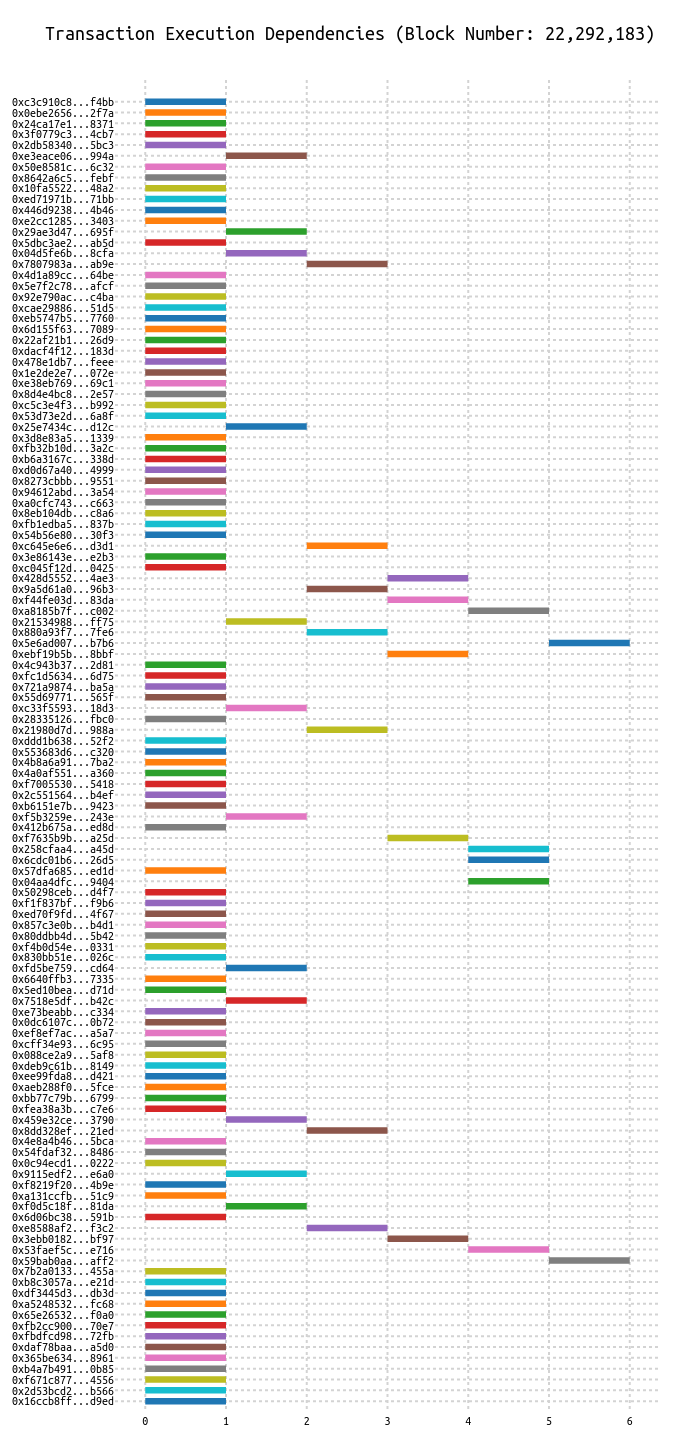 Transaction Execution Dependencies (Block Number: 22,292,183)
0xc3c910c8...f4bb
0x0ebe2656...2f7a
0x24ca17e1...8371
0x3f0779c3...4cb7
0x2db58340...5bc3
0xe3eace06...994a
0x50e8581c...6c32
0x8642a6c5...febf
0x10fa5522...48a2
0xed71971b...71bb
0x446d9238...4b46
0xe2cc1285...3403
0x29ae3d47...695f
0x5dbc3ae2...ab5d
0x04d5fe6b...8cfa
0x7807983a...ab9e
0x4d1a89cc...64be
0x5e7f2c78...afcf
0x92e790ac...c4ba
0xcae29886...51d5
0xeb5747b5...7760
0x6d155f63...7089
0x22af21b1...26d9
0xdacf4f12...183d
0x478e1db7...feee
0x1e2de2e7...072e
0xe38eb769...69c1
0x8d4e4bc8...2e57
0xc5c3e4f3...b992
0x53d73e2d...6a8f
0x25e7434c...d12c
0x3d8e83a5...1339
0xfb32b10d...3a2c
0xb6a3167c...338d
0xd0d67a40...4999
0x8273cbbb...9551
0x94612abd...3a54
0xa0cfc743...c663
0x8eb104db...c8a6
0xfb1edba5...837b
0x54b56e80...30f3
0xc645e6e6...d3d1
0x3e86143e...e2b3
0xc045f12d...0425
0x428d5552...4ae3
0x9a5d61a0...96b3
0xf44fe03d...83da
0xa8185b7f...c002
0x21534988...ff75
0x880a93f7...7fe6
0x5e6ad007...b7b6
0xebf19b5b...8bbf
0x4c943b37...2d81
0xfc1d5634...6d75
0x721a9874...ba5a
0x55d69771...565f
0xc33f5593...18d3
0x28335126...fbc0
0x21980d7d...988a
0xddd1b638...52f2
0x553683d6...c320
0x4b8a6a91...7ba2
0x4a0af551...a360
0xf7005530...5418
0x2c551564...b4ef
0xb6151e7b...9423
0xf5b3259e...243e
0x412b675a...ed8d
0xf7635b9b...a25d
0x258cfaa4...a45d
0x6cdc01b6...26d5
0x57dfa685...ed1d
0x04aa4dfc...9404
0x50298ceb...d4f7
0xf1f837bf...f9b6
0xed70f9fd...4f67
0x857c3e0b...b4d1
0x80ddbb4d...5b42
0xf4b0d54e...0331
0x830bb51e...026c
0xfd5be759...cd64
0x6640ffb3...7335
0x5ed10bea...d71d
0x7518e5df...b42c
0xe73beabb...c334
0x0dc6107c...0b72
0xef8ef7ac...a5a7
0xcff34e93...6c95
0x088ce2a9...5af8
0xdeb9c61b...8149
0xee99fda8...d421
0xaeb288f0...5fce
0xbb77c79b...6799
0xfea38a3b...c7e6
0x459e32ce...3790
0x8dd328ef...21ed
0x4e8a4b46...5bca
0x54fdaf32...8486
0x0c94ecd1...0222
0x9115edf2...e6a0
0xf8219f20...4b9e
0xa131ccfb...51c9
0xf0d5c18f...81da
0x6d06bc38...591b
0xe8588af2...f3c2
0x3ebb0182...bf97
0x53faef5c...e716
0x59bab0aa...aff2
0x7b2a0133...455a
0xb8c3057a...e21d
0xdf3445d3...db3d
0xa5248532...fc68
0x65e26532...f0a0
0xfb2cc900...70e7
0xfbdfcd98...72fb
0xdaf78baa...a5d0
0x365be634...8961
0xb4a7b491...0b85
0xf671c877...4556
0x2d53bcd2...b566
0x16ccb8ff...d9ed
0 1 2 3 4 5 6